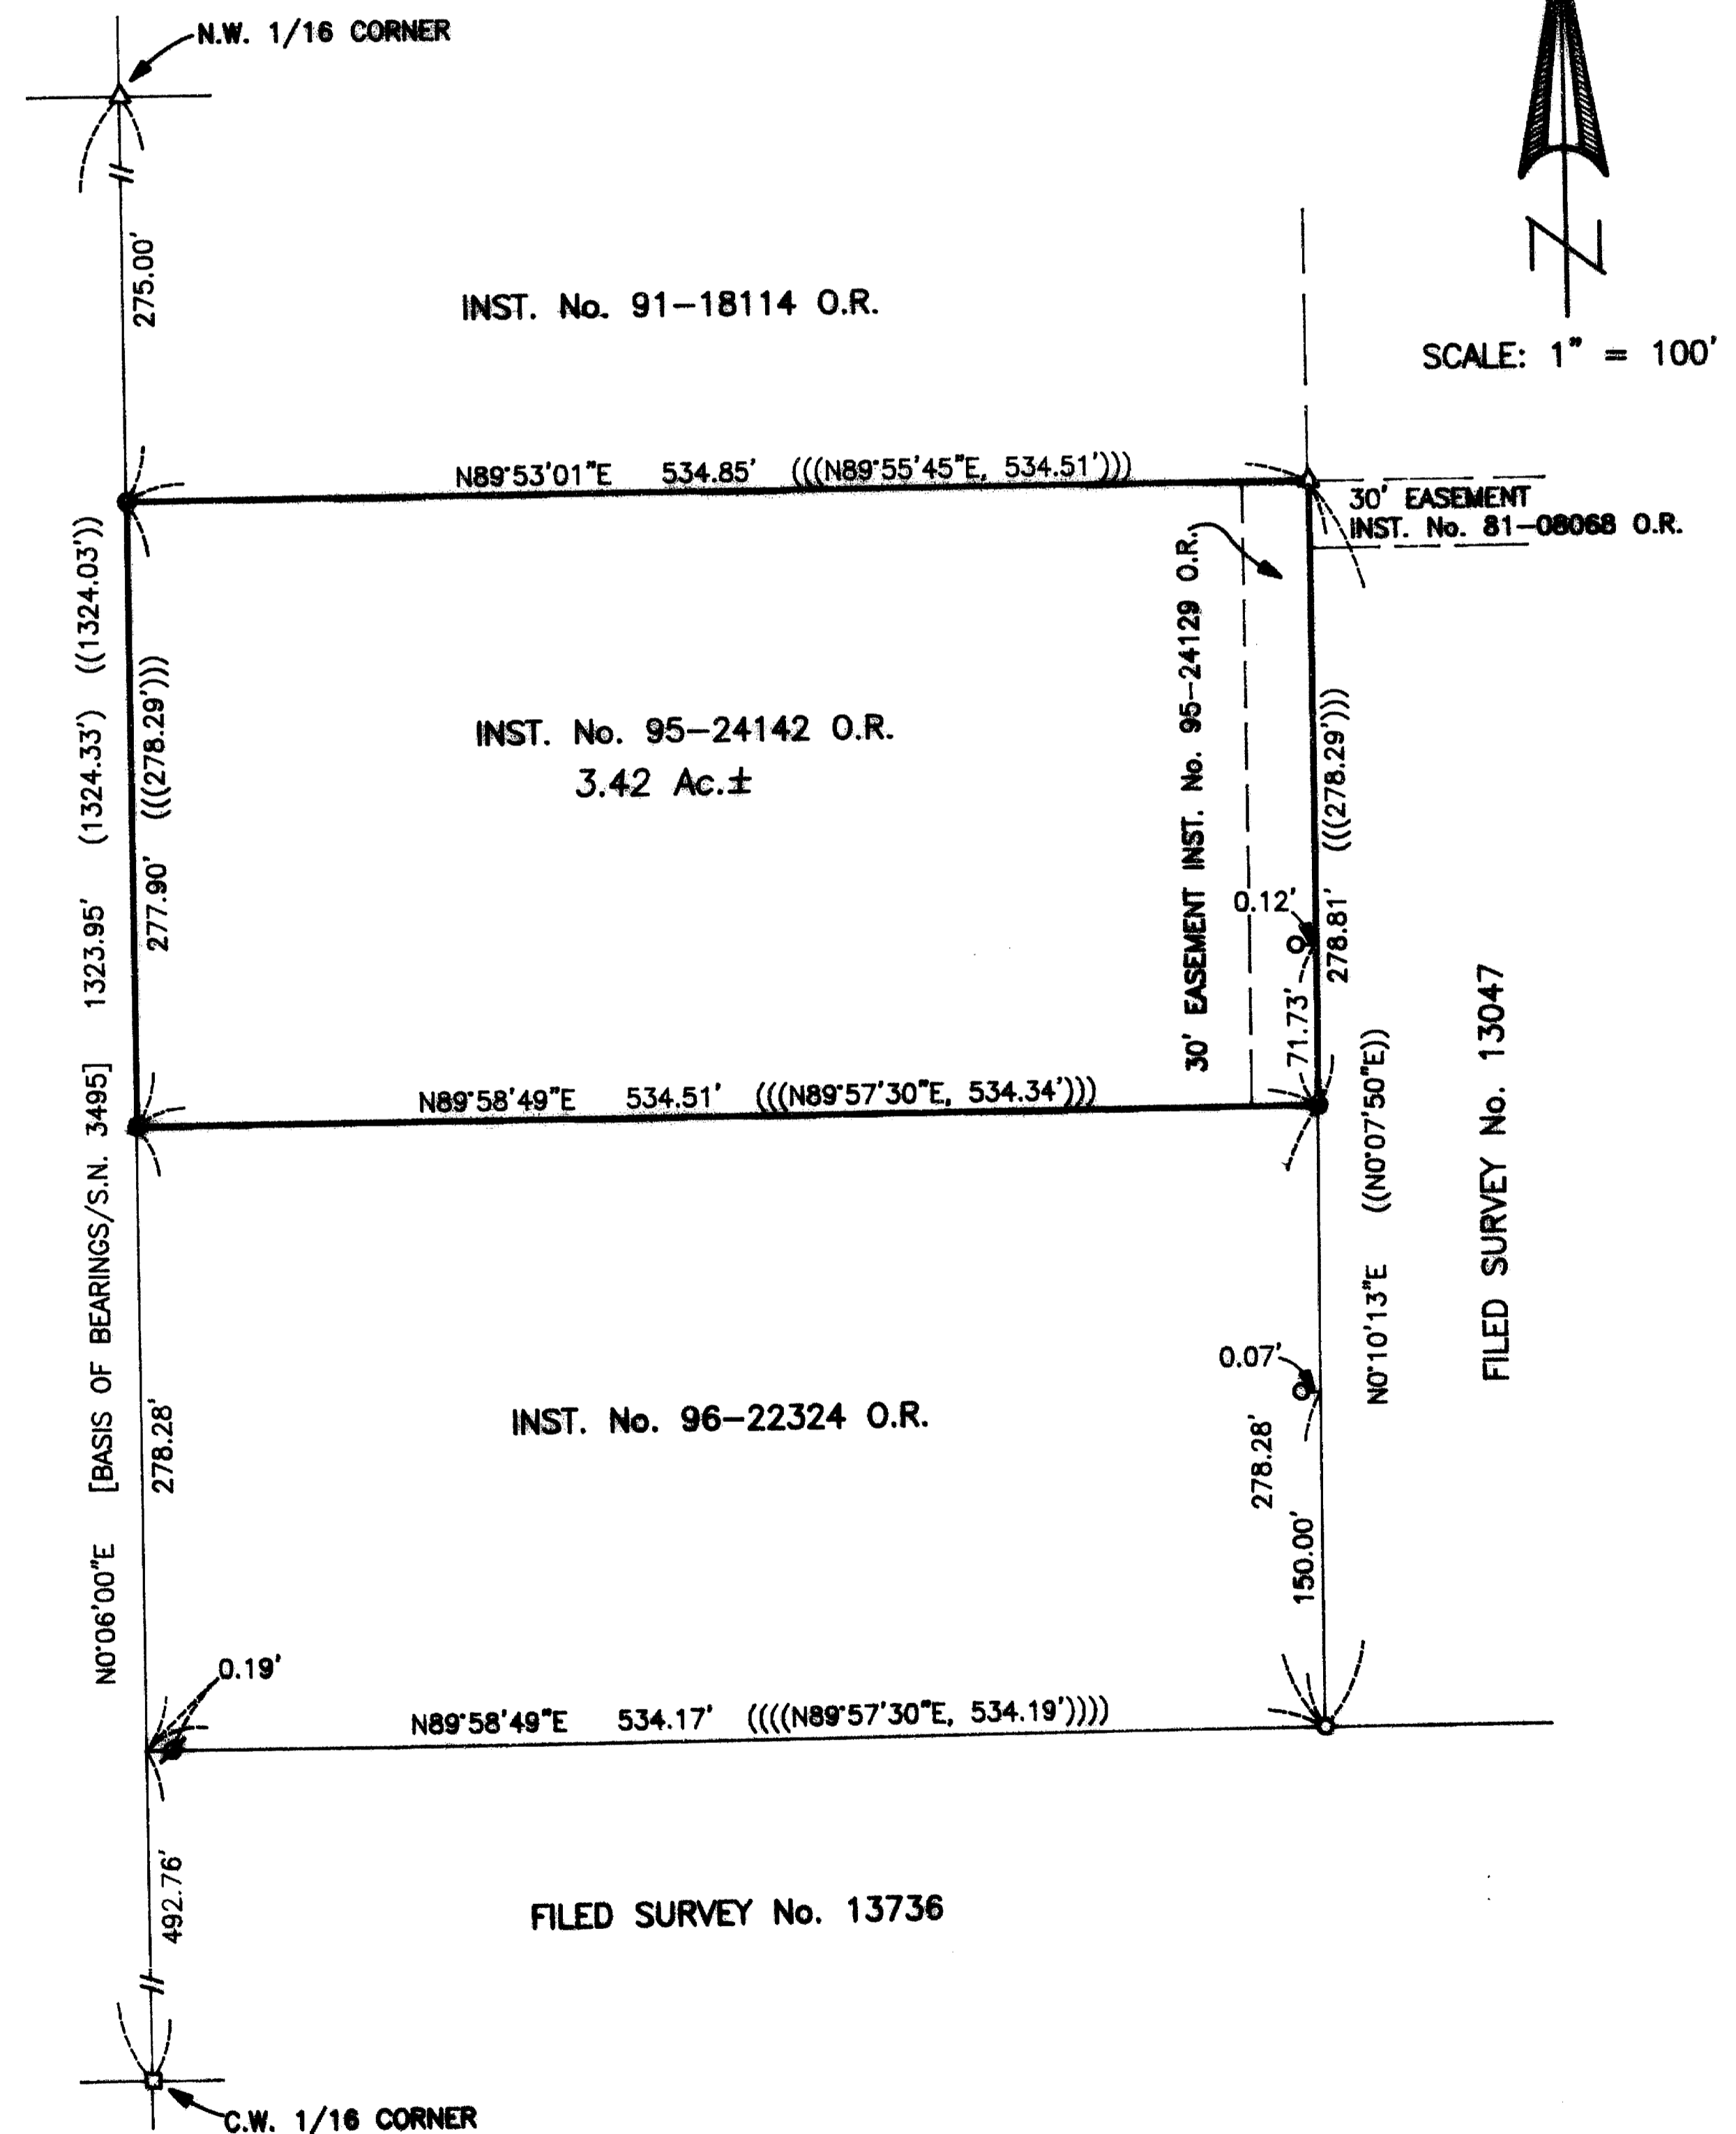 N.W. 1/16 CORNER
275.00'
INST. No. 91-18114 O.R.
N
SCALE: 1" = 100'
N89°53'01"E 534.85' (((N89°55'45"E, 534.51')))
30' EASEMENT
INST. No. 81-08068 O.R.
N0°06'00"E [BASIS OF BEARINGS/S.N. 3495] 1323.95' (1324.33') ((1324.03'))
277.90' (((278.29')))
INST. No. 95-24142 O.R.
3.42 Ac.±
30' EASEMENT INST. No. 95-24129 O.R.
278.81' (((278.29')))
0.12'
71.73'
N89°58'49"E 534.51' (((N89°57'30"E, 534.34')))
N0°10'13"E ((N0°07'50"E))
FILED SURVEY No. 13047
278.28'
INST. No. 96-22324 O.R.
0.07'
278.28'
150.00'
0.19'
N89°58'49"E 534.17' ((((N89°57'30"E, 534.19'))))
492.76'
FILED SURVEY No. 13736
C.W. 1/16 CORNER